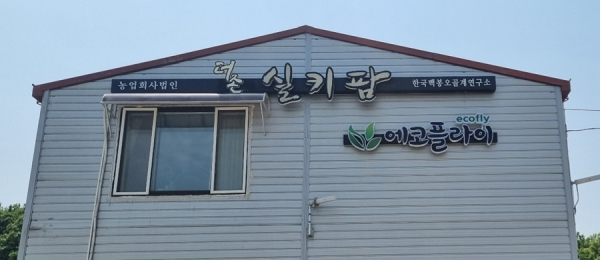 농업회사법인 더존 실키팜 한국백봉오골계연구소
ecofly
에코플라이